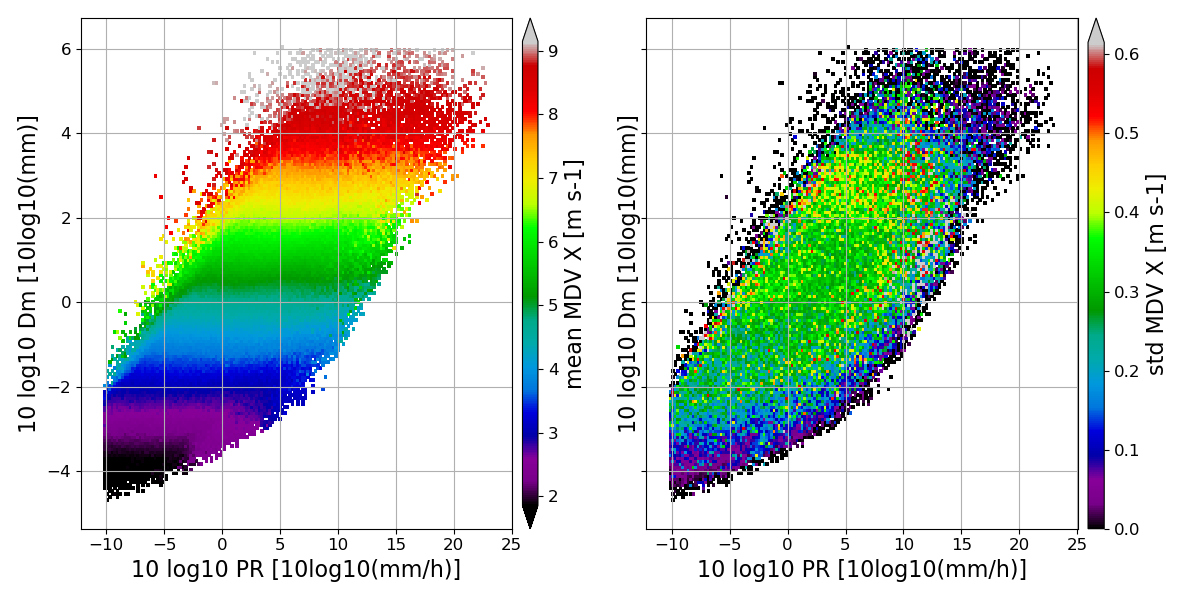 6
4
2
0
−2
−4
10 log10 Dm [10log10(mm)]
−10 −5 0 5 10 15 20 25
10 log10 PR [10log10(mm/h)]
9
8
7
6
5
4
3
2
mean MDV X [m s-1]
10 log10 Dm [10log10(mm)]
−10 −5 0 5 10 15 20 25
10 log10 PR [10log10(mm/h)]
0.6
0.5
0.4
0.3
0.2
0.1
0.0
std MDV X [m s-1]